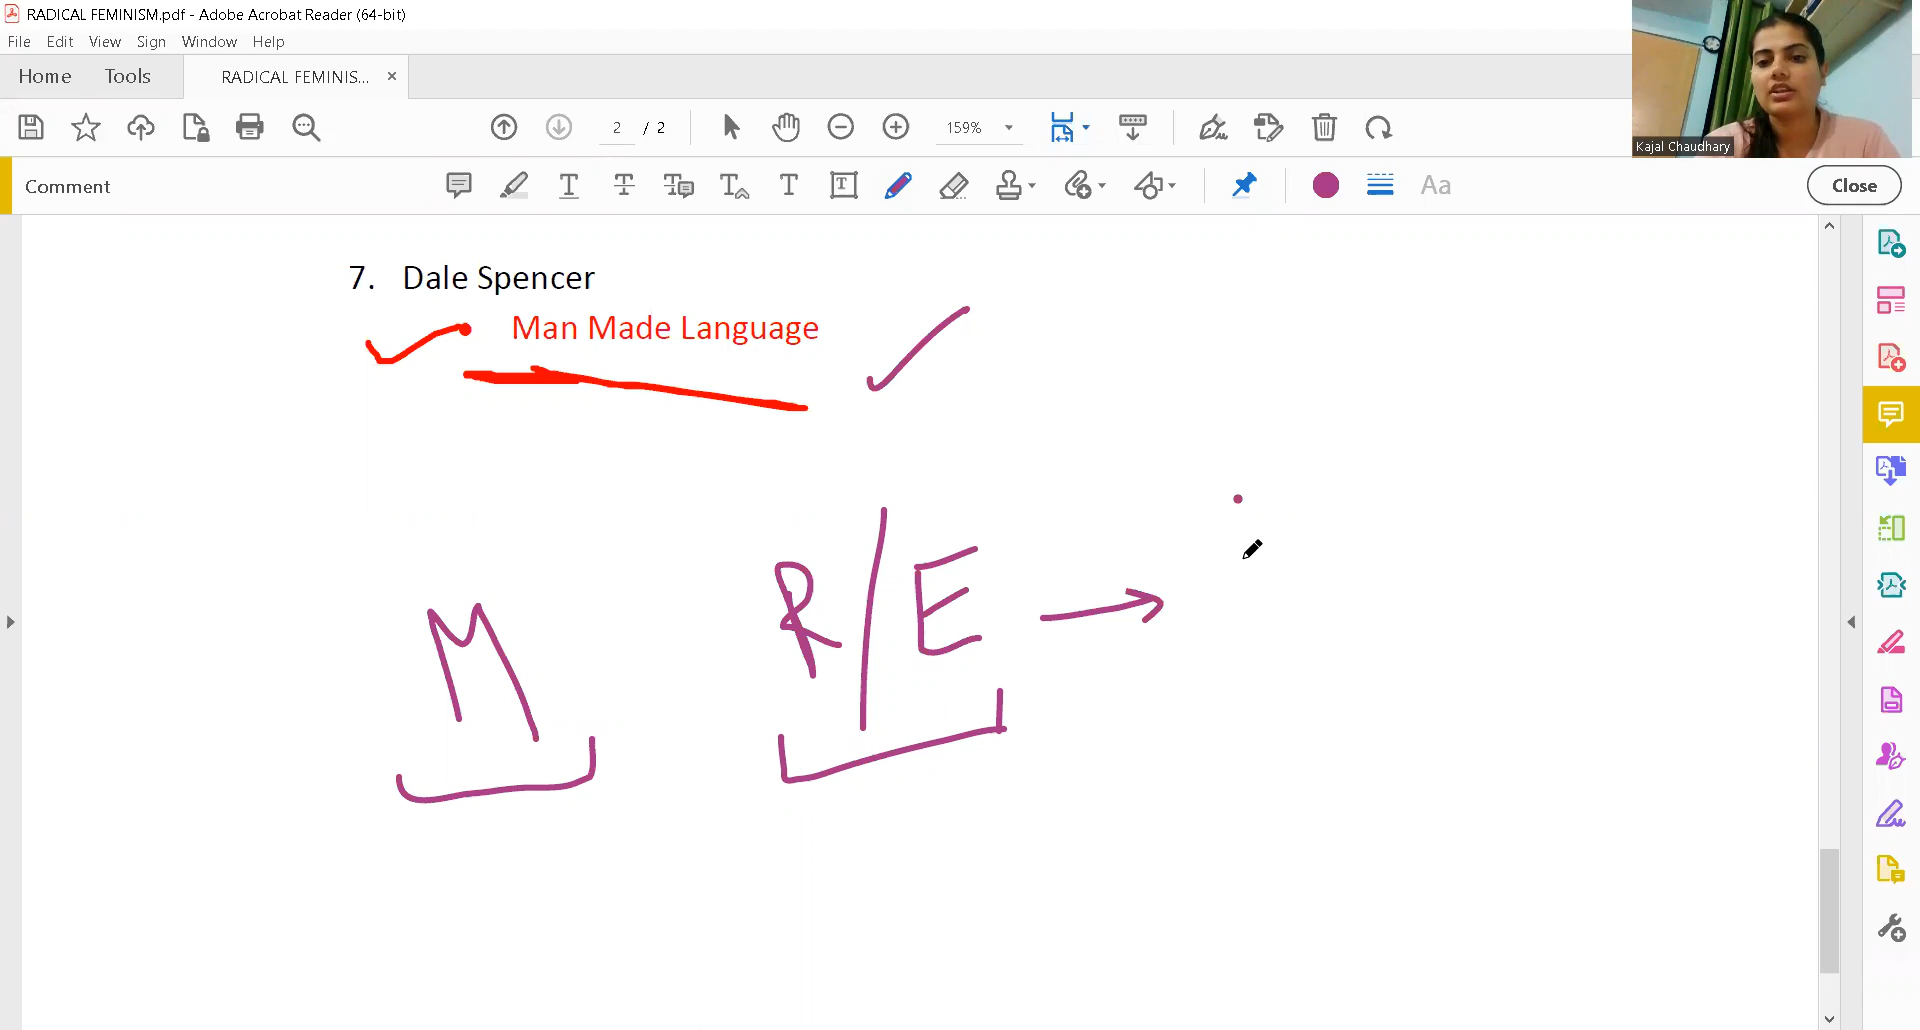 RADICAL FEMINISM.pdf - Adobe Acrobat Reader (64-bit)
File Edit View Sign Window Help
Home Tools RADICAL FEMINIS... ×
2 / 2 159%
Kajal Chaudhary
Comment Aa Close
7. Dale Spencer
• Man Made Language
M R/E →